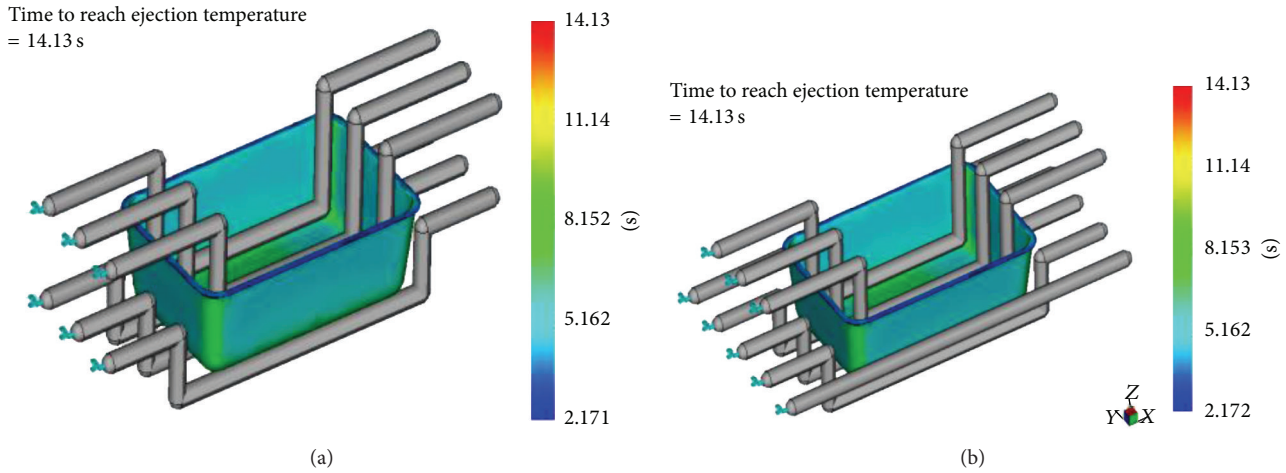 Time to reach ejection temperature
= 14.13 s
14.13
11.14
8.152
5.162
2.171
(s)
(a)
Time to reach ejection temperature
= 14.13 s
14.13
11.14
8.153
5.162
2.172
(s)
Z
Y X
(b)